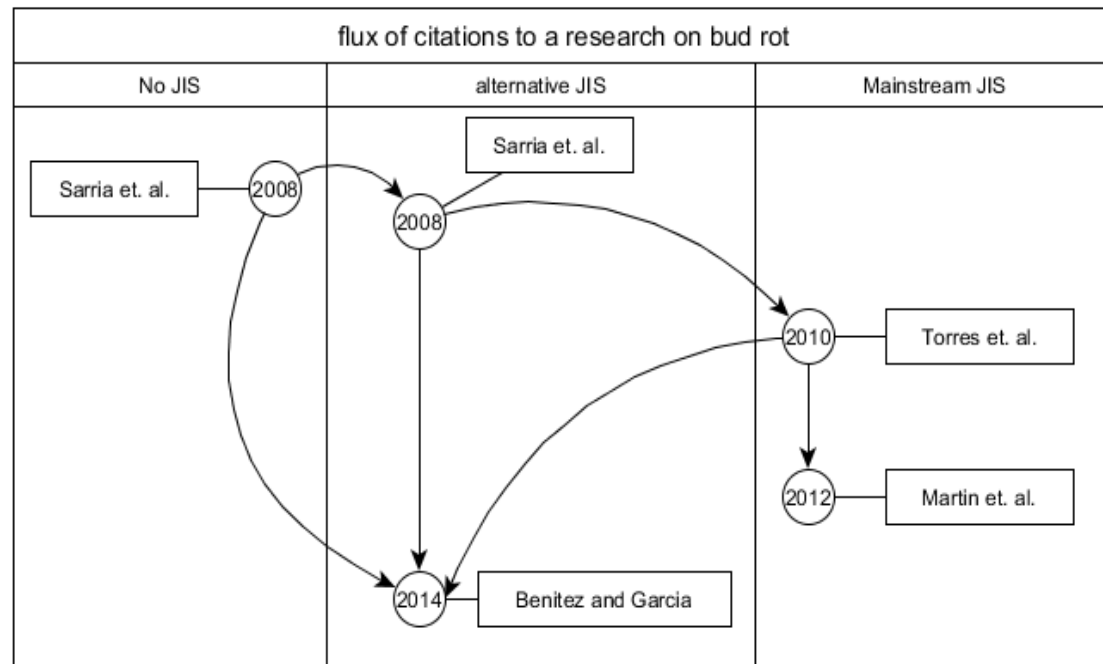 flux of citations to a research on bud rot
No JIS
alternative JIS
Mainstream JIS
Sarria et. al.
Sarria et. al.
2008
2008
2010
Torres et. al.
2012
Martin et. al.
2014
Benitez and Garcia